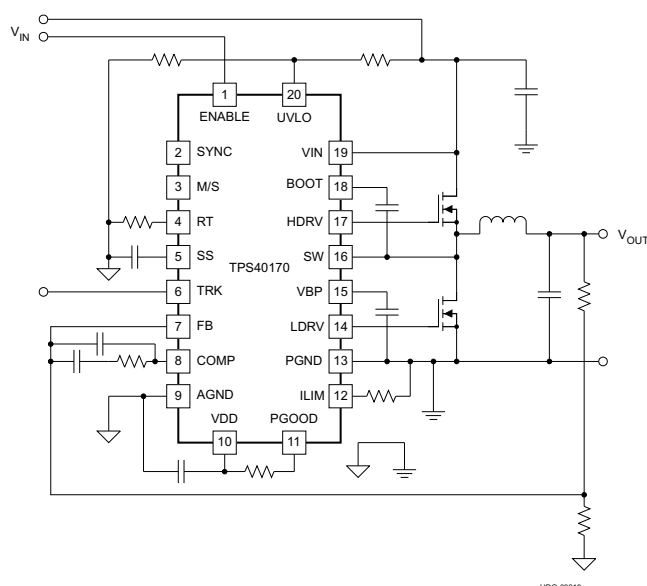 VIN
1
ENABLE
20
UVLO
2 SYNC
VIN 19
3 M/S
BOOT 18
4 RT
HDRV 17
5 SS
SW 16
TPS40170
VOUT
6 TRK
VBP 15
7 FB
LDRV 14
8 COMP
PGND 13
9 AGND
ILIM 12
VDD
10
PGOOD
11